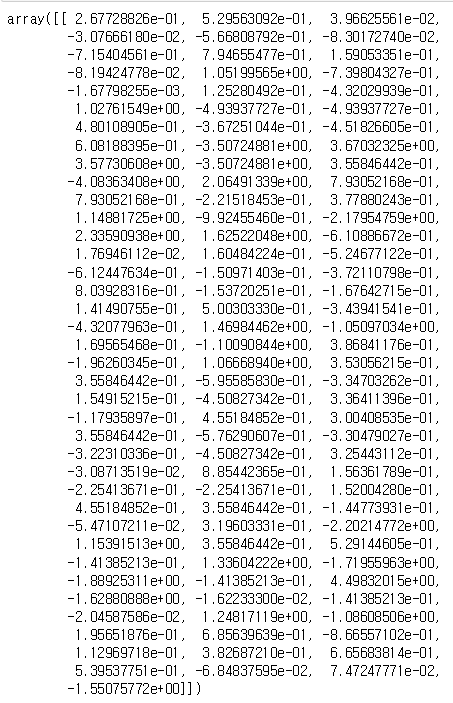 array([[ 2.67728826e-01,  5.29563092e-01,  3.96625561e-02,
-3.07666180e-02, -5.66808792e-01, -8.30172740e-02,
-7.15404561e-01,  7.94655477e-01,  1.59053351e-01,
-8.19424778e-02,  1.05199565e+00, -7.39804327e-01,
-1.67798255e-03,  1.25280492e-01, -4.32029939e-01,
1.02761549e+00, -4.93937727e-01, -4.93937727e-01,
4.80108905e-01, -3.67251044e-01, -4.51826605e-01,
6.08188395e-01, -3.50724881e-01,  3.67032325e+00,
3.57730608e+00, -3.50724881e-01,  3.55846442e-01,
-4.08363408e+00,  2.06491339e+00,  7.93052168e-01,
7.93052168e-01, -2.21518453e-01,  3.77880243e-01,
1.14881725e+00, -9.92455460e-01, -2.17954759e+00,
2.33590938e+00,  1.62522048e+00, -6.10886672e-01,
1.76946112e-02,  1.60484224e-01, -5.24677122e-01,
-6.12447634e-01, -1.50971403e-01, -3.72110798e-01,
8.03928316e-01, -1.53720251e-01, -1.67642715e-01,
1.41490755e-01,  5.00303330e-01, -3.43941541e-01,
-4.32077963e-01,  1.46984462e+00, -1.05097034e+00,
1.69565468e-01, -1.10090844e+00,  3.86841176e-01,
-1.96260345e-01,  1.06668940e+00,  3.53056215e-01,
3.55846442e-01, -5.95585830e-01, -3.34703262e-01,
1.54915215e-01, -4.50827342e-01,  3.36411396e-01,
-1.17935897e-01,  4.55184852e-01,  3.00408535e-01,
3.55846442e-01, -5.76290607e-01, -3.30479027e-01,
-3.22310336e-01, -4.50827342e-01,  3.25443112e-01,
-3.08713519e-02,  8.85442365e-01,  1.56361789e-01,
-2.25413671e-01, -2.25413671e-01,  1.52004280e-01,
4.55184852e-01,  3.55846442e-01, -1.44773931e-01,
-5.47107211e-02,  3.19603331e-01, -2.20214772e+00,
1.15391513e+00,  3.55846442e-01,  5.29144605e-01,
-1.41385213e-01,  1.33604222e+00, -1.71955963e+00,
-1.88925311e+00, -1.41385213e-01,  4.49832015e+00,
-1.62880888e+00, -1.62233300e-02, -1.41385213e-01,
-2.04587586e-02,  1.24817119e+00, -1.08608506e+00,
1.95651876e-01,  6.85639639e-01, -8.66557102e-01,
1.12969718e-01,  3.82687210e-01,  6.65683814e-01,
5.39537751e-01, -6.84837595e-02,  7.47247771e-02,
-1.55075772e+00]])